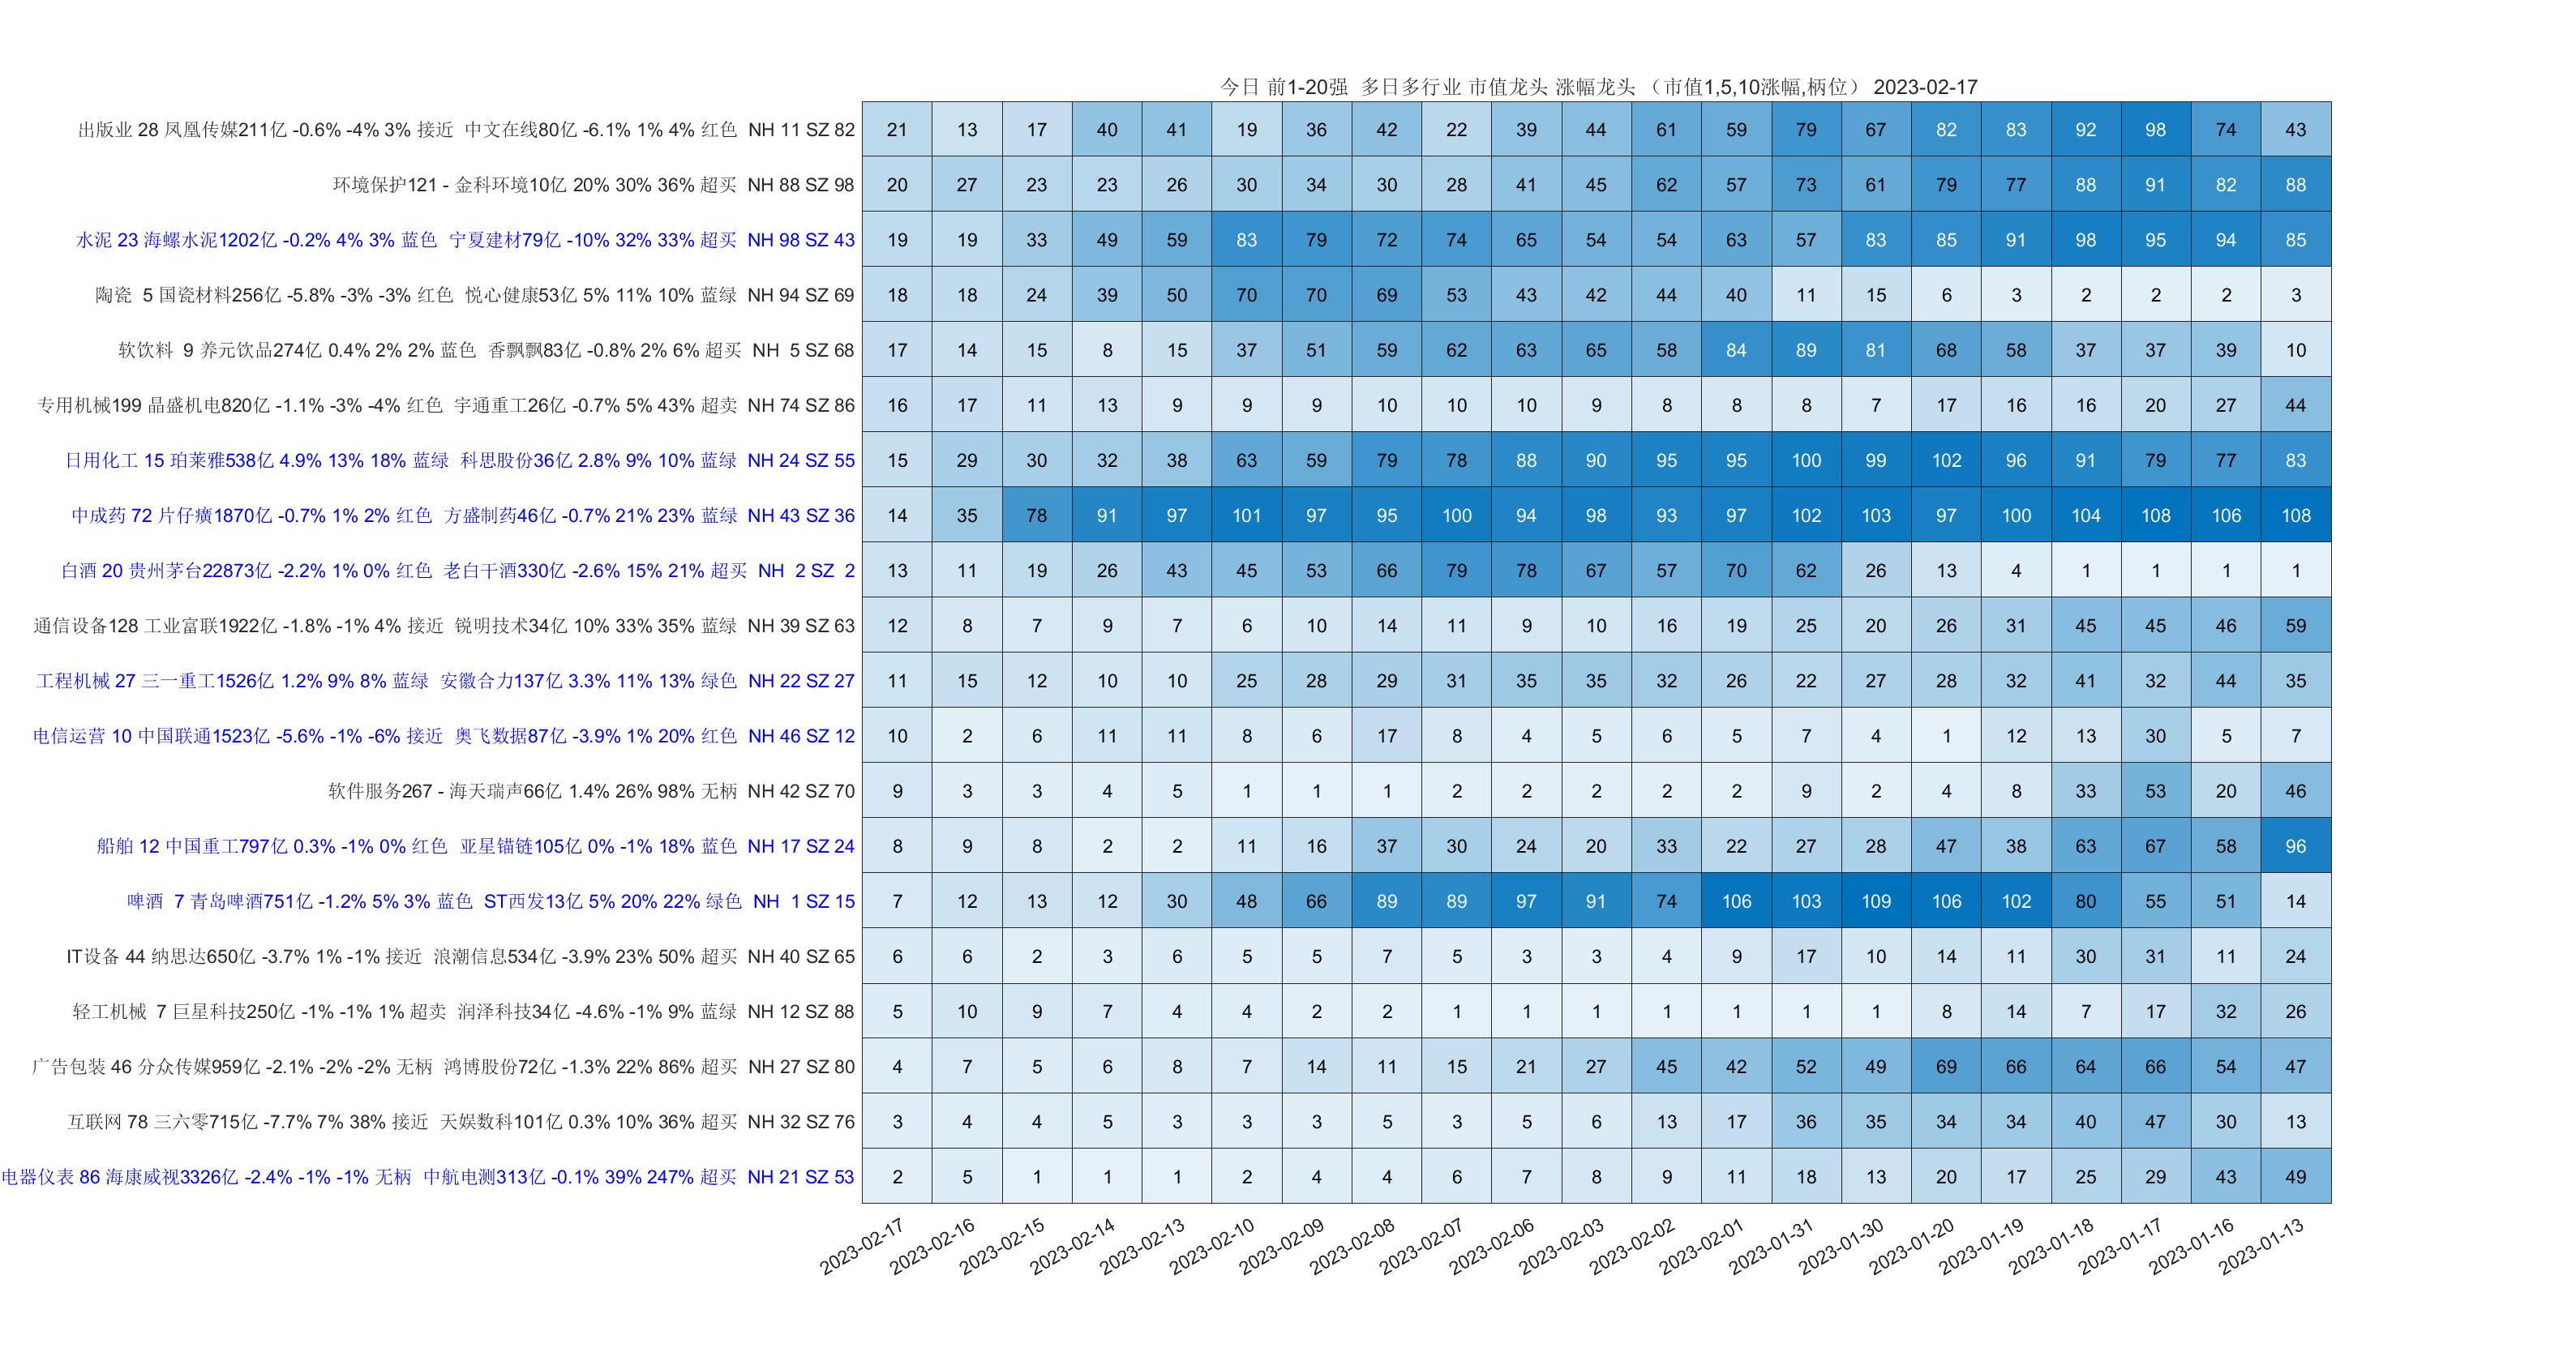 今日 前1-20强 多日多行业 市值龙头 涨幅龙头 （市值1,5,10涨幅,柄位） 2023-02-17
出版业 28 凤凰传媒211亿 -0.6% -4% 3% 接近 中文在线80亿 -6.1% 1% 4% 红色 NH 11 SZ 82 21 13 17 40 41 19 36 42 22 39 44 61 59 79 67 82 83 92 98 74 43
环境保护121 - 金科环境10亿 20% 30% 36% 超买 NH 88 SZ 98 20 27 23 23 26 30 34 30 28 41 45 62 57 73 61 79 77 88 91 82 88
水泥 23 海螺水泥1202亿 -0.2% 4% 3% 蓝色 宁夏建材79亿 -10% 32% 33% 超买 NH 98 SZ 43 19 19 33 49 59 83 79 72 74 65 54 54 63 57 83 85 91 98 95 94 85
陶瓷 5 国瓷材料256亿 -5.8% -3% -3% 红色 悦心健康53亿 5% 11% 10% 蓝绿 NH 94 SZ 69 18 18 24 39 50 70 70 69 53 43 42 44 40 11 15 6 3 2 2 2 3
软饮料 9 养元饮品274亿 0.4% 2% 2% 蓝色 香飘飘83亿 -0.8% 2% 6% 超买 NH 5 SZ 68 17 14 15 8 15 37 51 59 62 63 65 58 84 89 81 68 58 37 37 39 10
专用机械199 晶盛机电820亿 -1.1% -3% -4% 红色 宇通重工26亿 -0.7% 5% 43% 超卖 NH 74 SZ 86 16 17 11 13 9 9 9 10 10 10 9 8 8 8 7 17 16 16 20 27 44
日用化工 15 珀莱雅538亿 4.9% 13% 18% 蓝绿 科思股份36亿 2.8% 9% 10% 蓝绿 NH 24 SZ 55 15 29 30 32 38 63 59 79 78 88 90 95 95 100 99 102 96 91 79 77 83
中成药 72 片仔癀1870亿 -0.7% 1% 2% 红色 方盛制药46亿 -0.7% 21% 23% 蓝绿 NH 43 SZ 36 14 35 78 91 97 101 97 95 100 94 98 93 97 102 103 97 100 104 108 106 108
白酒 20 贵州茅台22873亿 -2.2% 1% 0% 红色 老白干酒330亿 -2.6% 15% 21% 超买 NH 2 SZ 2 13 11 19 26 43 45 53 66 79 78 67 57 70 62 26 13 4 1 1 1 1
通信设备128 工业富联1922亿 -1.8% -1% 4% 接近 锐明技术34亿 10% 33% 35% 蓝绿 NH 39 SZ 63 12 8 7 9 7 6 10 14 11 9 10 16 19 25 20 26 31 45 45 46 59
工程机械 27 三一重工1526亿 1.2% 9% 8% 蓝绿 安徽合力137亿 3.3% 11% 13% 绿色 NH 22 SZ 27 11 15 12 10 10 25 28 29 31 35 35 32 26 22 27 28 32 41 32 44 35
电信运营 10 中国联通1523亿 -5.6% -1% -6% 接近 奥飞数据87亿 -3.9% 1% 20% 红色 NH 46 SZ 12 10 2 6 11 11 8 6 17 8 4 5 6 5 7 4 1 12 13 30 5 7
软件服务267 - 海天瑞声66亿 1.4% 26% 98% 无柄 NH 42 SZ 70 9 3 3 4 5 1 1 1 2 2 2 2 2 9 2 4 8 33 53 20 46
船舶 12 中国重工797亿 0.3% -1% 0% 红色 亚星锚链105亿 0% -1% 18% 蓝色 NH 17 SZ 24 8 9 8 2 2 11 16 37 30 24 20 33 22 27 28 47 38 63 67 58 96
啤酒 7 青岛啤酒751亿 -1.2% 5% 3% 蓝色 ST西发13亿 5% 20% 22% 绿色 NH 1 SZ 15 7 12 13 12 30 48 66 89 89 97 91 74 106 103 109 106 102 80 55 51 14
IT设备 44 纳思达650亿 -3.7% 1% -1% 接近 浪潮信息534亿 -3.9% 23% 50% 超买 NH 40 SZ 65 6 6 2 3 6 5 5 7 5 3 3 4 9 17 10 14 11 30 31 11 24
轻工机械 7 巨星科技250亿 -1% -1% 1% 超卖 润泽科技34亿 -4.6% -1% 9% 蓝绿 NH 12 SZ 88 5 10 9 7 4 4 2 2 1 1 1 1 1 1 1 8 14 7 17 32 26
广告包装 46 分众传媒959亿 -2.1% -2% -2% 无柄 鸿博股份72亿 -1.3% 22% 86% 超买 NH 27 SZ 80 4 7 5 6 8 7 14 11 15 21 27 45 42 52 49 69 66 64 66 54 47
互联网 78 三六零715亿 -7.7% 7% 38% 接近 天娱数科101亿 0.3% 10% 36% 超买 NH 32 SZ 76 3 4 4 5 3 3 3 5 3 5 6 13 17 36 35 34 34 40 47 30 13
电器仪表 86 海康威视3326亿 -2.4% -1% -1% 无柄 中航电测313亿 -0.1% 39% 247% 超买 NH 21 SZ 53 2 5 1 1 1 2 4 4 6 7 8 9 11 18 13 20 17 25 29 43 49
2023-02-17 2023-02-16 2023-02-15 2023-02-14 2023-02-13 2023-02-10 2023-02-09 2023-02-08 2023-02-07 2023-02-06 2023-02-03 2023-02-02 2023-02-01 2023-01-31 2023-01-30 2023-01-20 2023-01-19 2023-01-18 2023-01-17 2023-01-16 2023-01-13